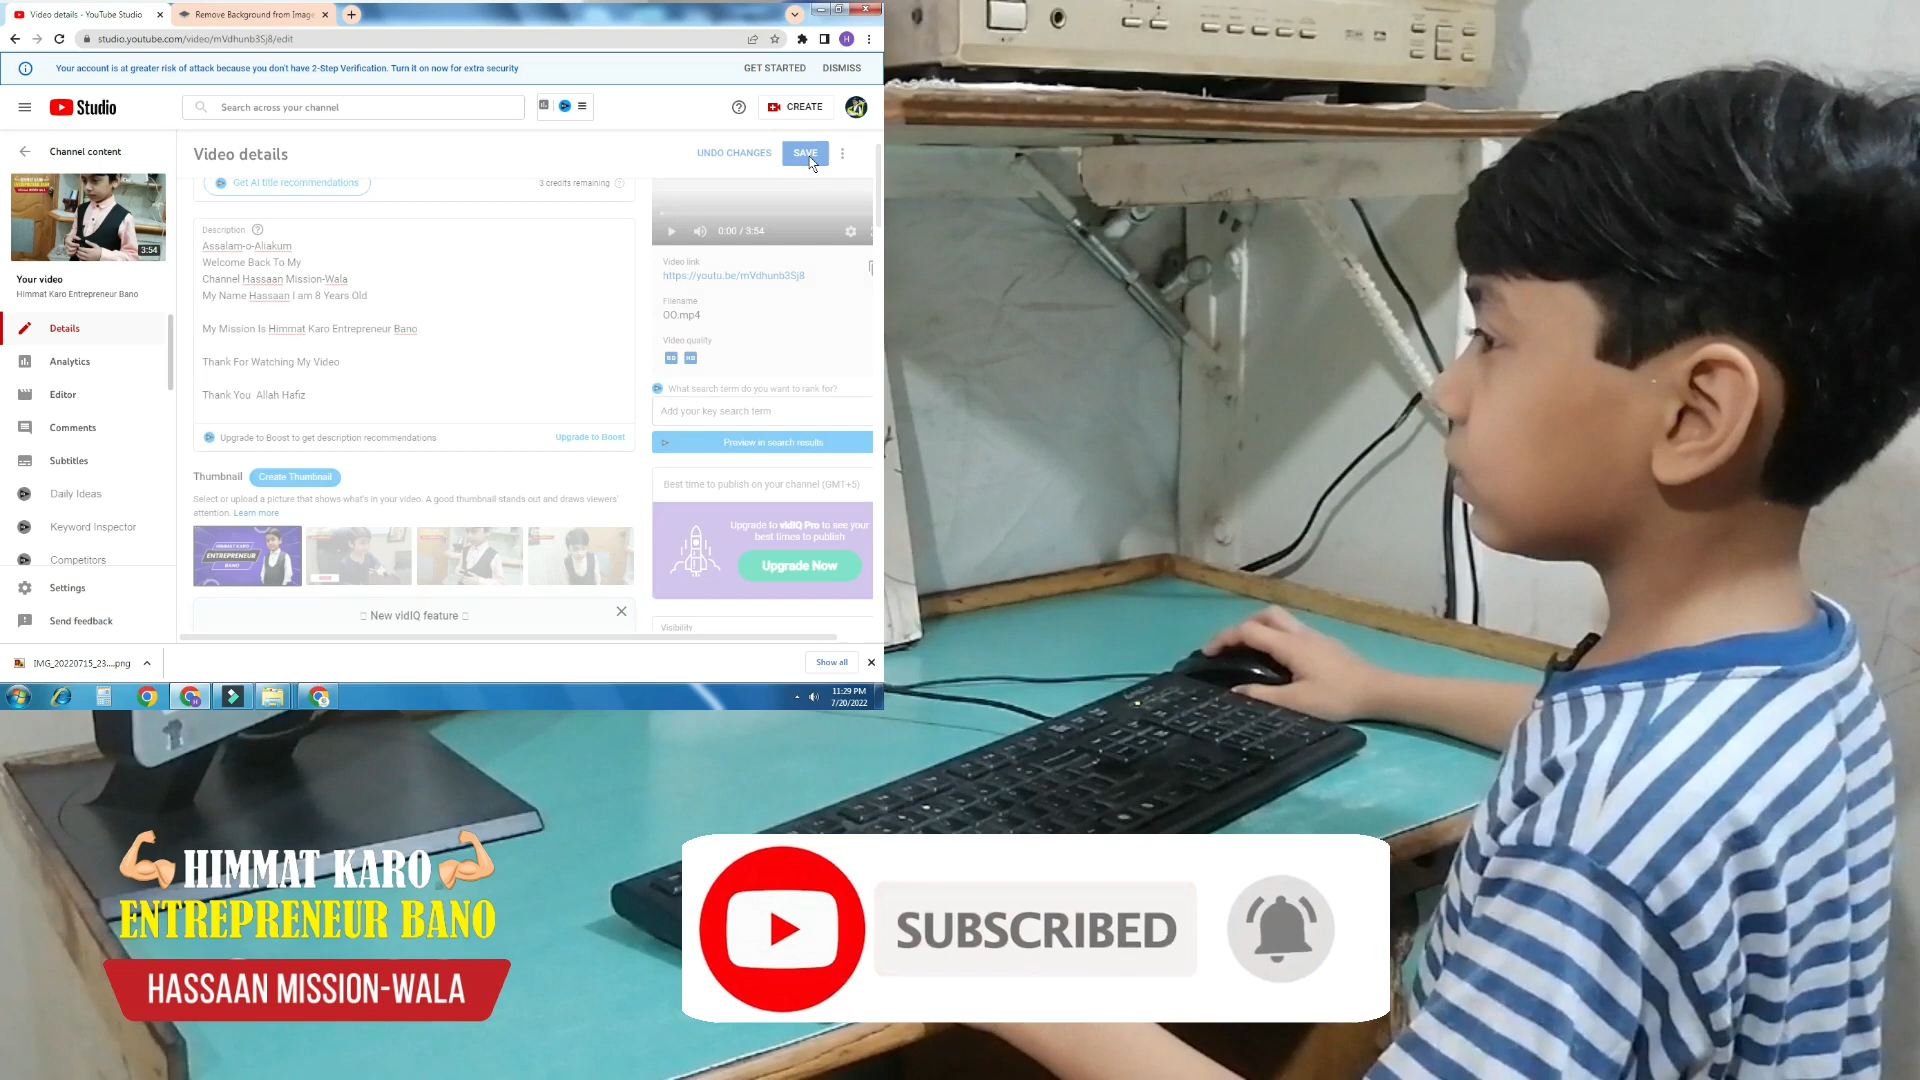 Video details - YouTube Studio
Remove Background from Image
studio.youtube.com/video/mVdhunb3Sj8/edit
Your account is at greater risk of attack because you don't have 2-Step Verification. Turn it on now for extra security
GET STARTED
DISMISS
Studio
Search across your channel
CREATE
Channel content
Video details
UNDO CHANGES
SAVE
3:54
Your video
Himmat Karo Entrepreneur Bano
Details
Analytics
Editor
Comments
Subtitles
Daily Ideas
Keyword Inspector
Competitors
Settings
Send feedback
Get AI title recommendations
3 credits remaining
Description
Assalam-o-Aliakum
Welcome Back To My
Channel Hassaan Mission-Wala
My Name Hassaan I am 8 Years Old
My Mission Is Himmat Karo Entrepreneur Bano
Thank For Watching My Video
Thank You  Allah Hafiz
Upgrade to Boost to get description recommendations
Upgrade to Boost
Thumbnail
Create Thumbnail
Select or upload a picture that shows what's in your video. A good thumbnail stands out and draws viewers'
attention. Learn more
HIMMAT KARO
ENTREPRENEUR
BANO
New vidIQ feature
0:00 / 3:54
Video link
https://youtu.be/mVdhunb3Sj8
Filename
OO.mp4
Video quality
SD
HD
What search term do you want to rank for?
Add your key search term
Preview in search results
Best time to publish on your channel (GMT+5)
Upgrade to vidIQ Pro to see your
best times to publish
Upgrade Now
Visibility
IMG_20220715_23....png
Show all
11:29 PM
7/20/2022
HIMMAT KARO
ENTREPRENEUR BANO
HASSAAN MISSION-WALA
SUBSCRIBED